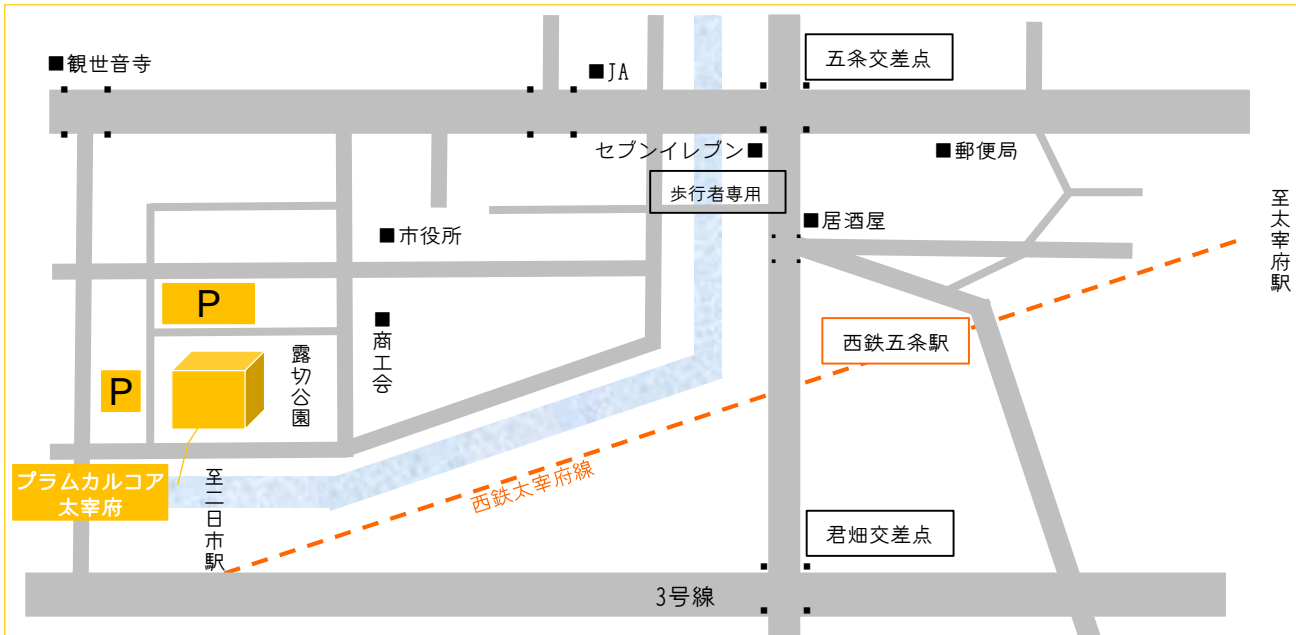 五条交差点
■観世音寺
■JA
セブンイレブン■
■郵便局
歩行者専用
■居酒屋
至太宰府駅
■市役所
P
■商工会
西鉄五条駅
露切公園
P
プラムカルコア
太宰府
至二日市駅
西鉄太宰府線
君畑交差点
3号線